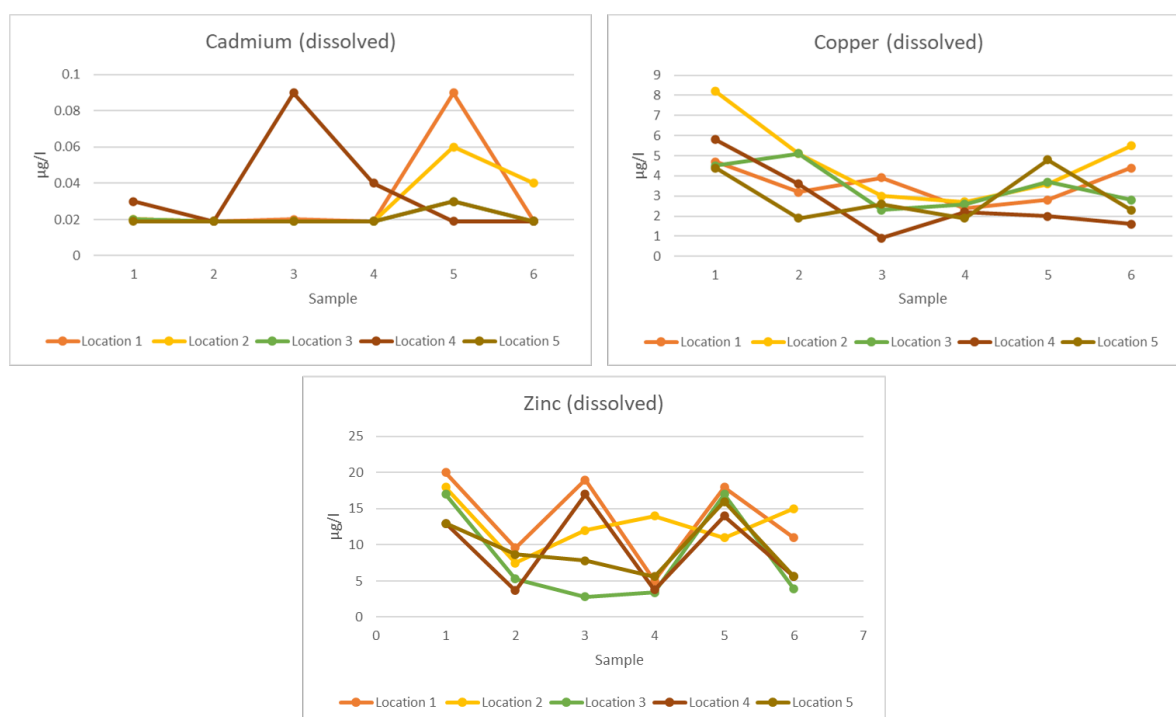 Cadmium (dissolved)
0.1
0.08
0.06
0.04
0.02
0
µg/l
1 2 3 4 5 6
Sample
Location 1 Location 2 Location 3 Location 4 Location 5
Copper (dissolved)
9
8
7
6
5
4
3
2
1
0
µg/l
1 2 3 4 5 6
Sample
Location 1 Location 2 Location 3 Location 4 Location 5
Zinc (dissolved)
25
20
15
10
5
0
µg/l
0 1 2 3 4 5 6 7
Sample
Location 1 Location 2 Location 3 Location 4 Location 5